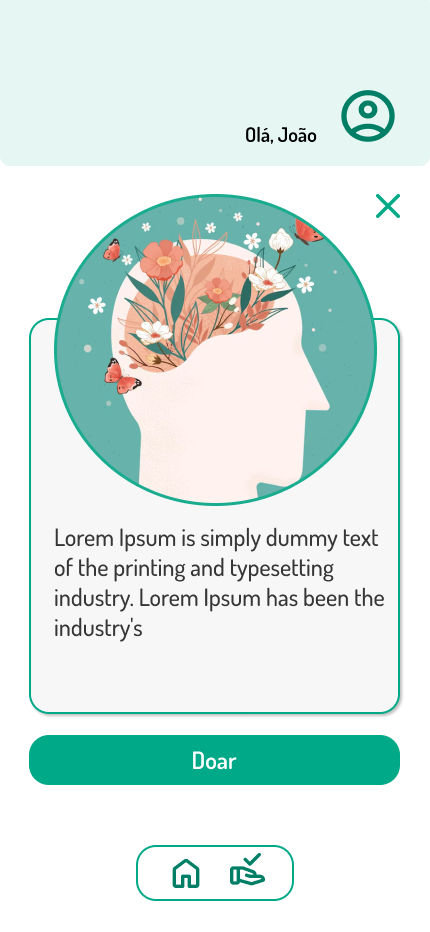 Olá, João
Lorem Ipsum is simply dummy text
of the printing and typesetting
industry. Lorem Ipsum has been the
industry's
Doar